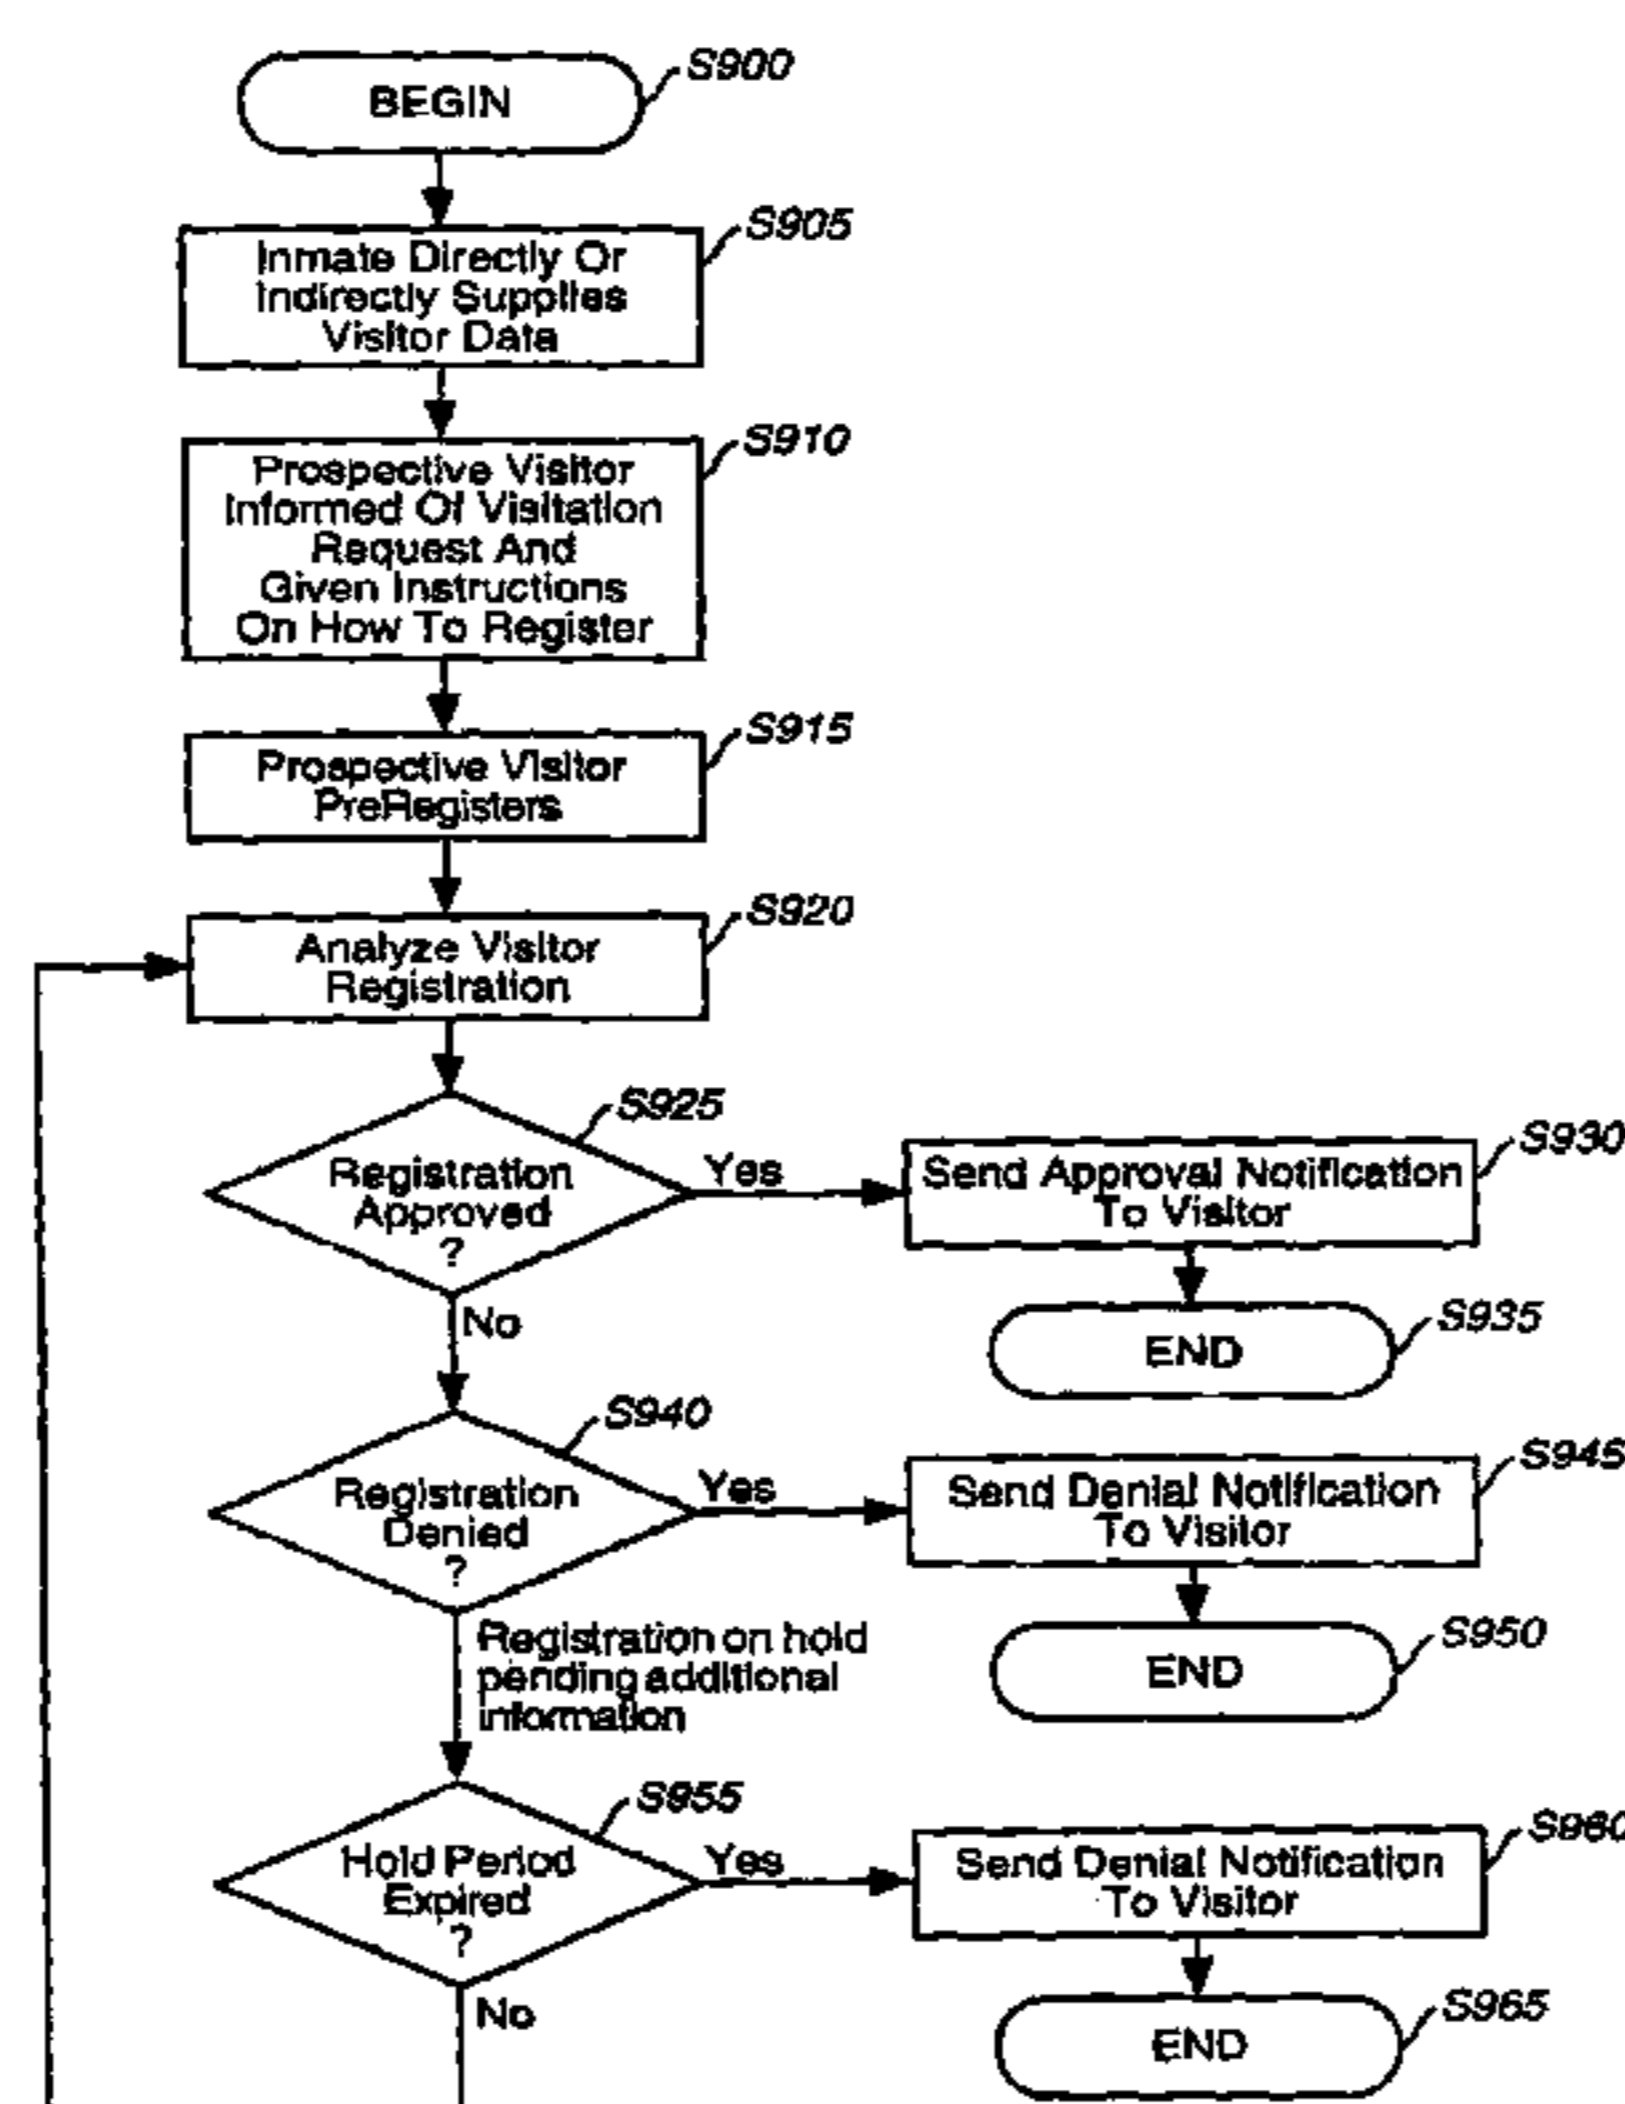 BEGIN
S900
Inmate Directly Or
Indirectly Supplies
Visitor Data
S905
Prospective Visitor
Informed Of Visitation
Request And
Given Instructions
On How To Register
S910
Prospective Visitor
PreRegisters
S915
Analyze Visitor
Registration
S920
Registration
Approved
?
S925
Yes
Send Approval Notification
To Visitor
S930
END
S935
No
Registration
Denied
?
S940
Yes
Send Denial Notification
To Visitor
S945
END
S950
Registration on hold
pending additional
information
Hold Period
Expired
?
S955
Yes
Send Denial Notification
To Visitor
S960
END
S965
No